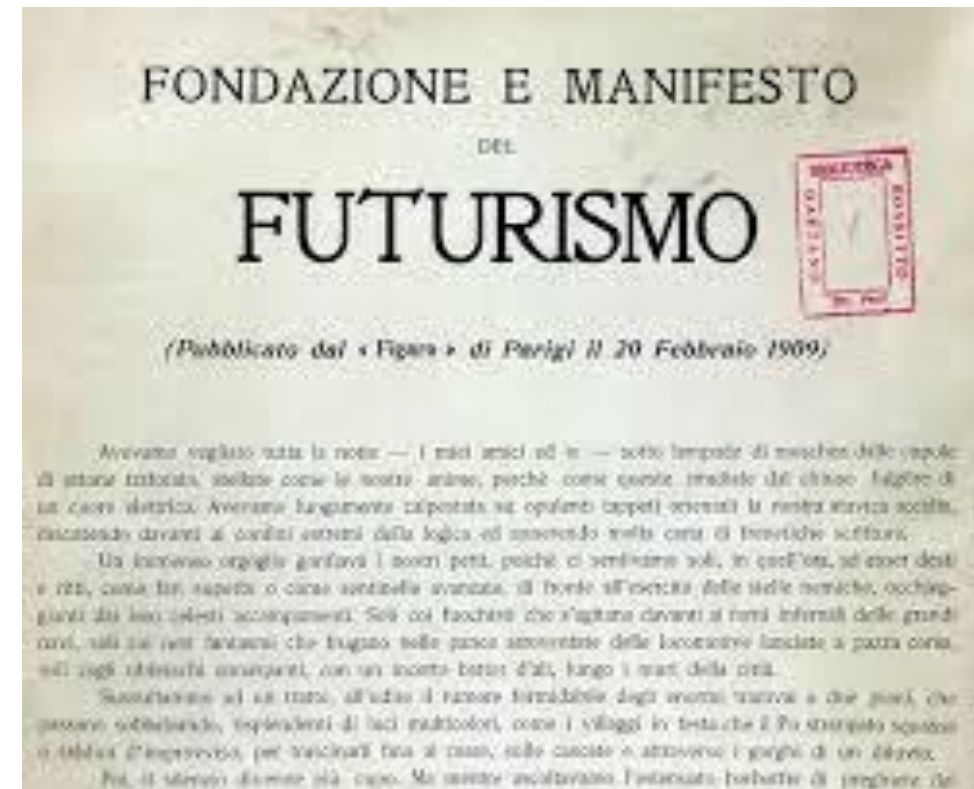 FONDAZIONE E MANIFESTO
DEL
FUTURISMO
BIBLIOTECA
ROSSETTO
(Pubblicato dal « Figaro » di Parigi il 20 Febbraio 1909)
Avevamo vegliato tutta la notte — i miei amici ed io — sotto lampade di moschea dalle cupole
di ottone traforato, stellate come le nostre anime, perchè come queste irradiate dal chiuso fulgòre di
un cuore elettrico. Avevamo lungamente calpestata su opulenti tappeti orientali la nostra atavica accidia,
discutendo davanti ai confini estremi della logica ed annerendo molta carta di frenetiche scritture.
Un immenso orgoglio gonfiava i nostri petti, poichè ci sentivamo soli, in quell'ora, ad esser desti
e ritti, come fari superbi o come sentinelle avanzate, di fronte all'esercito delle stelle nemiche, occhieg-
gianti dai loro celesti accampamenti. Soli coi fuochisti che s'agitano davanti ai forni infernali delle grandi
navi, soli coi neri fantasmi che frugano nelle pance arroventate delle locomotive lanciate a pazza corsa,
soli cogli ubriachi annaspanti, con un incerto batter d'ali, lungo i muri della città.
Sussultammo ad un tratto, all'udire il rumore formidabile degli enormi tramvai a due piani, che
passano sobbalzando, risplendenti di luci multicolori, come i villaggi in festa che il Po straripato squassa
e sràdica d'improvviso, per trascinarli fino al mare, sulle cascate e attraverso i gorghi di un diluvio.
Poi, il silenzio divenne più cupo. Ma mentre ascoltavamo l'estenuato borbottio di preghiere del